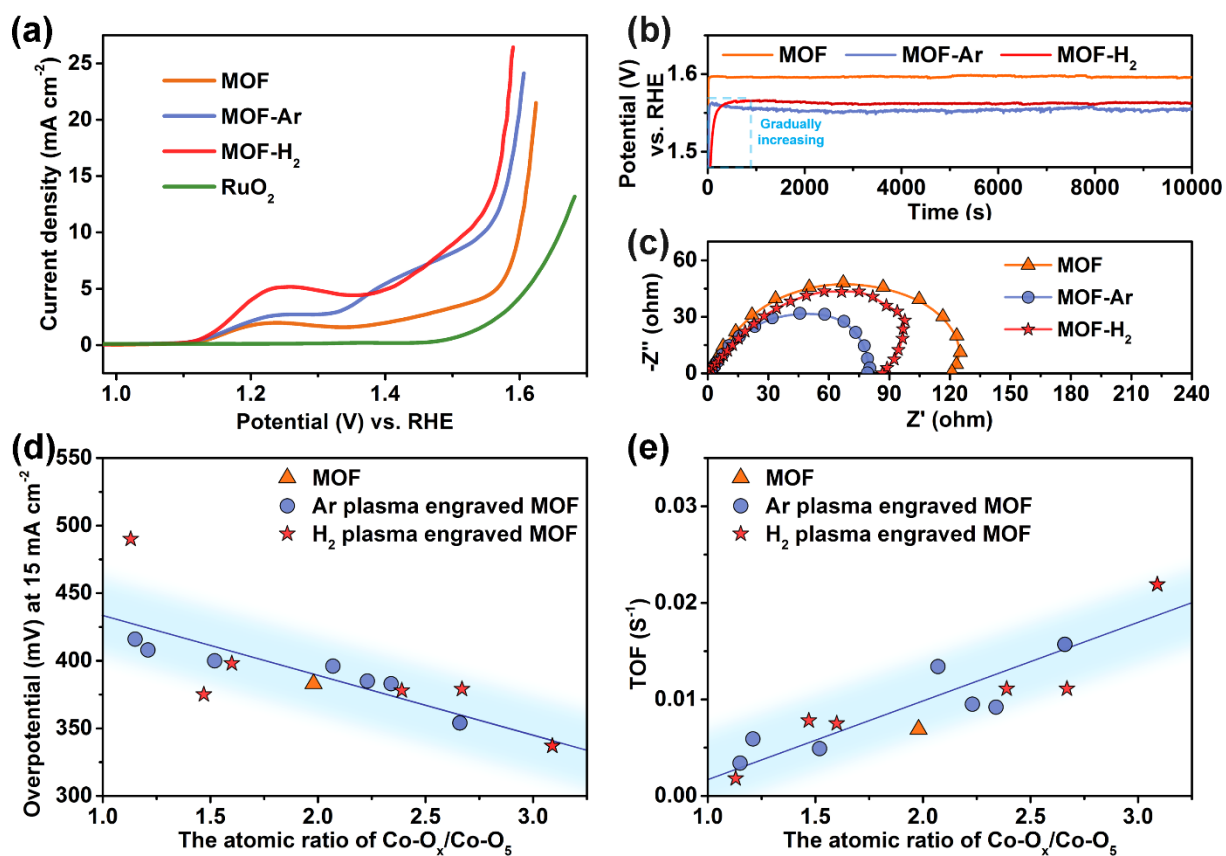 (a)
Current density (mA cm⁻²)
25
20
15
10
5
0
MOF
MOF-Ar
MOF-H₂
RuO₂
1.0 1.2 1.4 1.6
Potential (V) vs. RHE
(b)
MOF MOF-Ar MOF-H₂
Potential (V)
vs. RHE
1.6
1.5
Gradually
increasing
0 2000 4000 6000 8000 10000
Time (s)
(c)
-Z" (ohm)
60
30
0
MOF
MOF-Ar
MOF-H₂
0 30 60 90 120 150 180 210 240
Z' (ohm)
(d)
Overpotential (mV) at 15 mA cm⁻²
550
500
450
400
350
300
MOF
Ar plasma engraved MOF
H₂ plasma engraved MOF
1.0 1.5 2.0 2.5 3.0
The atomic ratio of Co-Oₓ/Co-O₅
(e)
TOF (S⁻¹)
0.03
0.02
0.01
0.00
MOF
Ar plasma engraved MOF
H₂ plasma engraved MOF
1.0 1.5 2.0 2.5 3.0
The atomic ratio of Co-Oₓ/Co-O₅